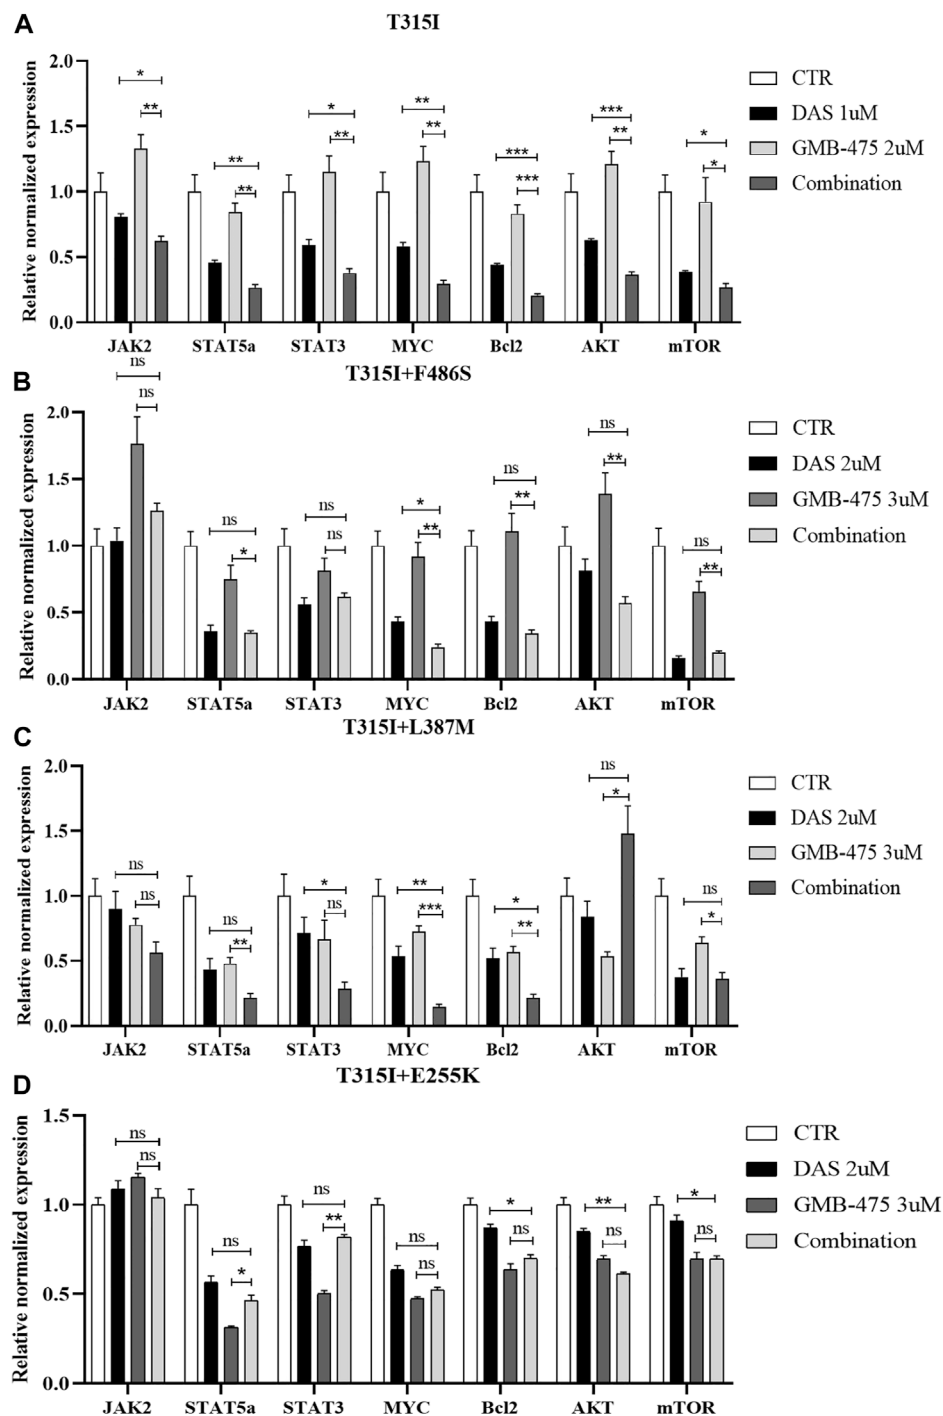 A
T315I
Relative normalized expression
2.0
1.5
1.0
0.5
0.0
* ** ** ** * ** ** ** *** *** *** ** * *
JAK2 STAT5a STAT3 MYC Bcl2 AKT mTOR
CTR
DAS 1uM
GMB-475 2uM
Combination
B
T315I+F486S
Relative normalized expression
2.0
1.5
1.0
0.5
0.0
ns ns ns * ns ns * ** ns ** ns ** ns **
JAK2 STAT5a STAT3 MYC Bcl2 AKT mTOR
CTR
DAS 2uM
GMB-475 3uM
Combination
C
T315I+L387M
Relative normalized expression
2.0
1.5
1.0
0.5
0.0
ns ns ns ** * ns ** *** * ** ns * ns *
JAK2 STAT5a STAT3 MYC Bcl2 AKT mTOR
CTR
DAS 2uM
GMB-475 3uM
Combination
D
T315I+E255K
Relative normalized expression
1.5
1.0
0.5
0.0
ns ns ns * ns ** ns ns * ns ** ns * ns
JAK2 STAT5a STAT3 MYC Bcl2 AKT mTOR
CTR
DAS 2uM
GMB-475 3uM
Combination